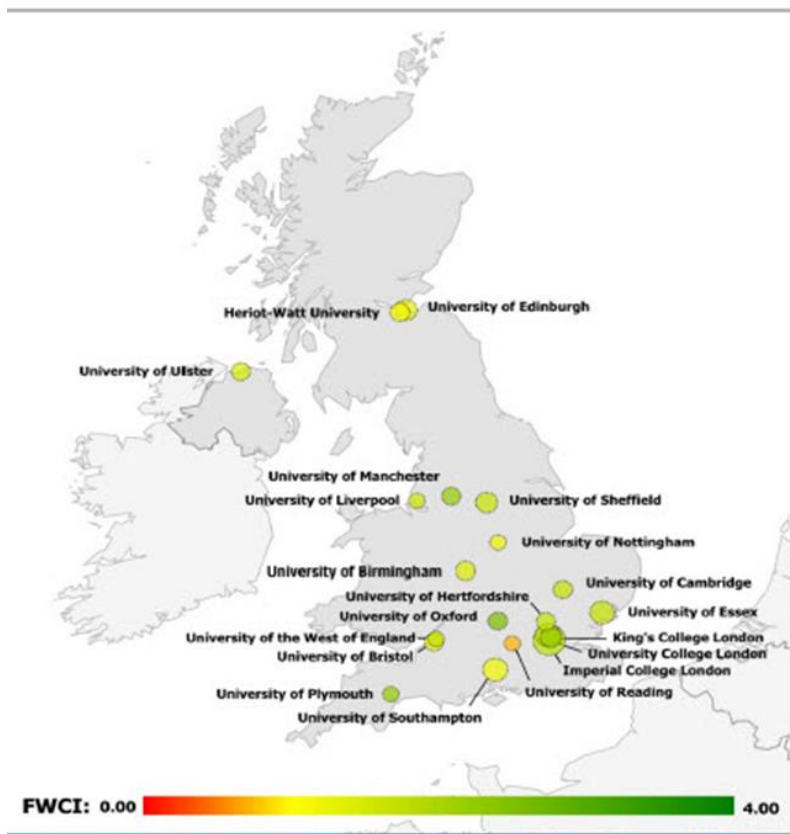 Heriot-Watt University
University of Edinburgh
University of Ulster
University of Manchester
University of Liverpool
University of Sheffield
University of Nottingham
University of Birmingham
University of Cambridge
University of Hertfordshire
University of Oxford
University of Essex
University of the West of England
King's College London
University of Bristol
University College London
Imperial College London
University of Plymouth
University of Reading
University of Southampton
FWCI: 0.00 4.00